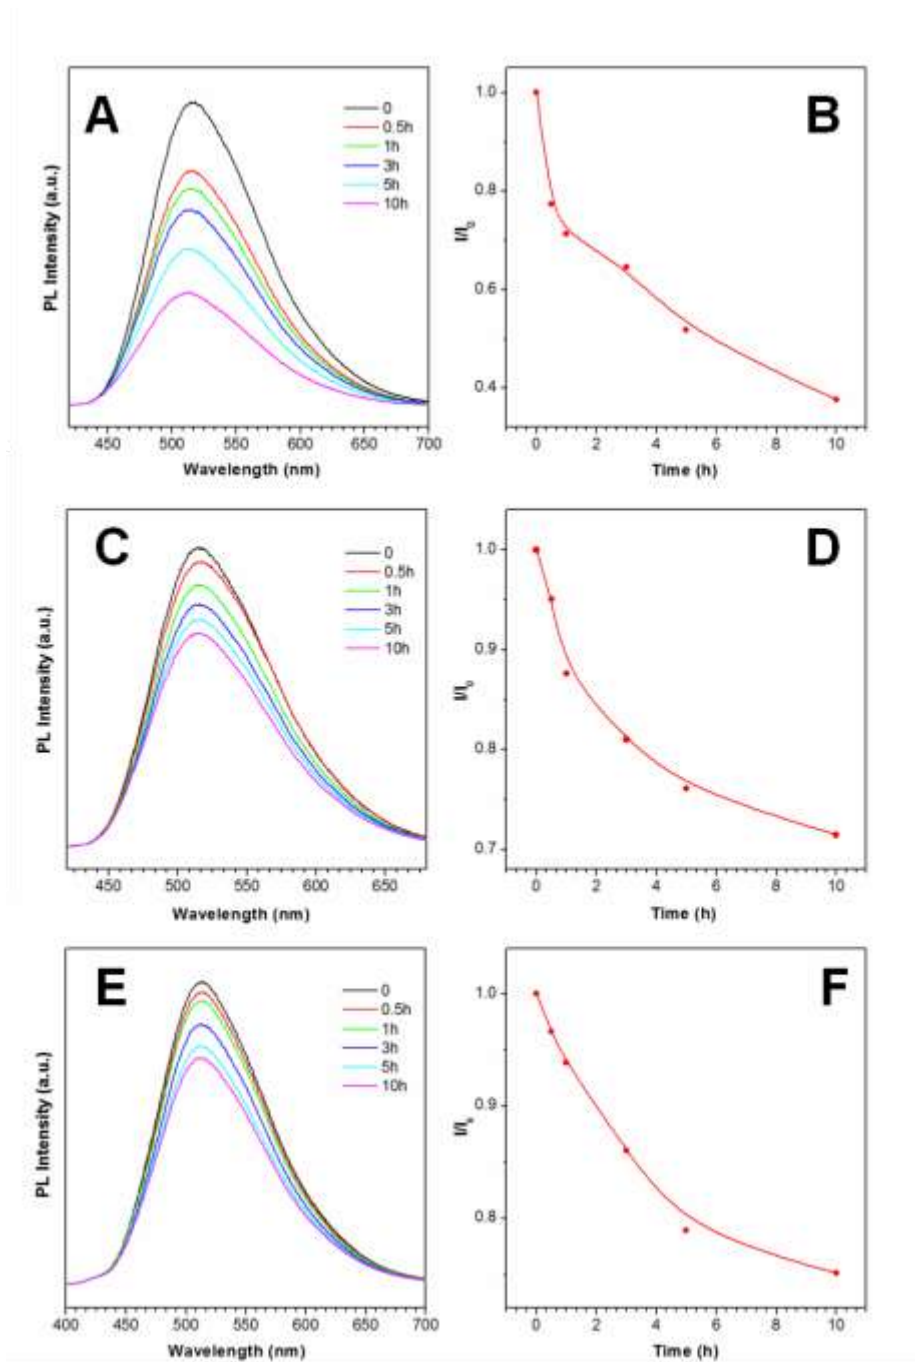 A
0
0.5h
1h
3h
5h
10h
PL Intensity (a.u.)
450 500 550 600 650 700
Wavelength (nm)
B
1.0
0.8
0.6
0.4
I/I0
0 2 4 6 8 10
Time (h)
C
0
0.5h
1h
3h
5h
10h
PL Intensity (a.u.)
450 500 550 600 650
Wavelength (nm)
D
1.0
0.9
0.8
0.7
I/I0
0 2 4 6 8 10
Time (h)
E
0
0.5h
1h
3h
5h
10h
PL Intensity (a.u.)
400 450 500 550 600 650 700
Wavelength (nm)
F
1.0
0.9
0.8
I/I0
0 2 4 6 8 10
Time (h)